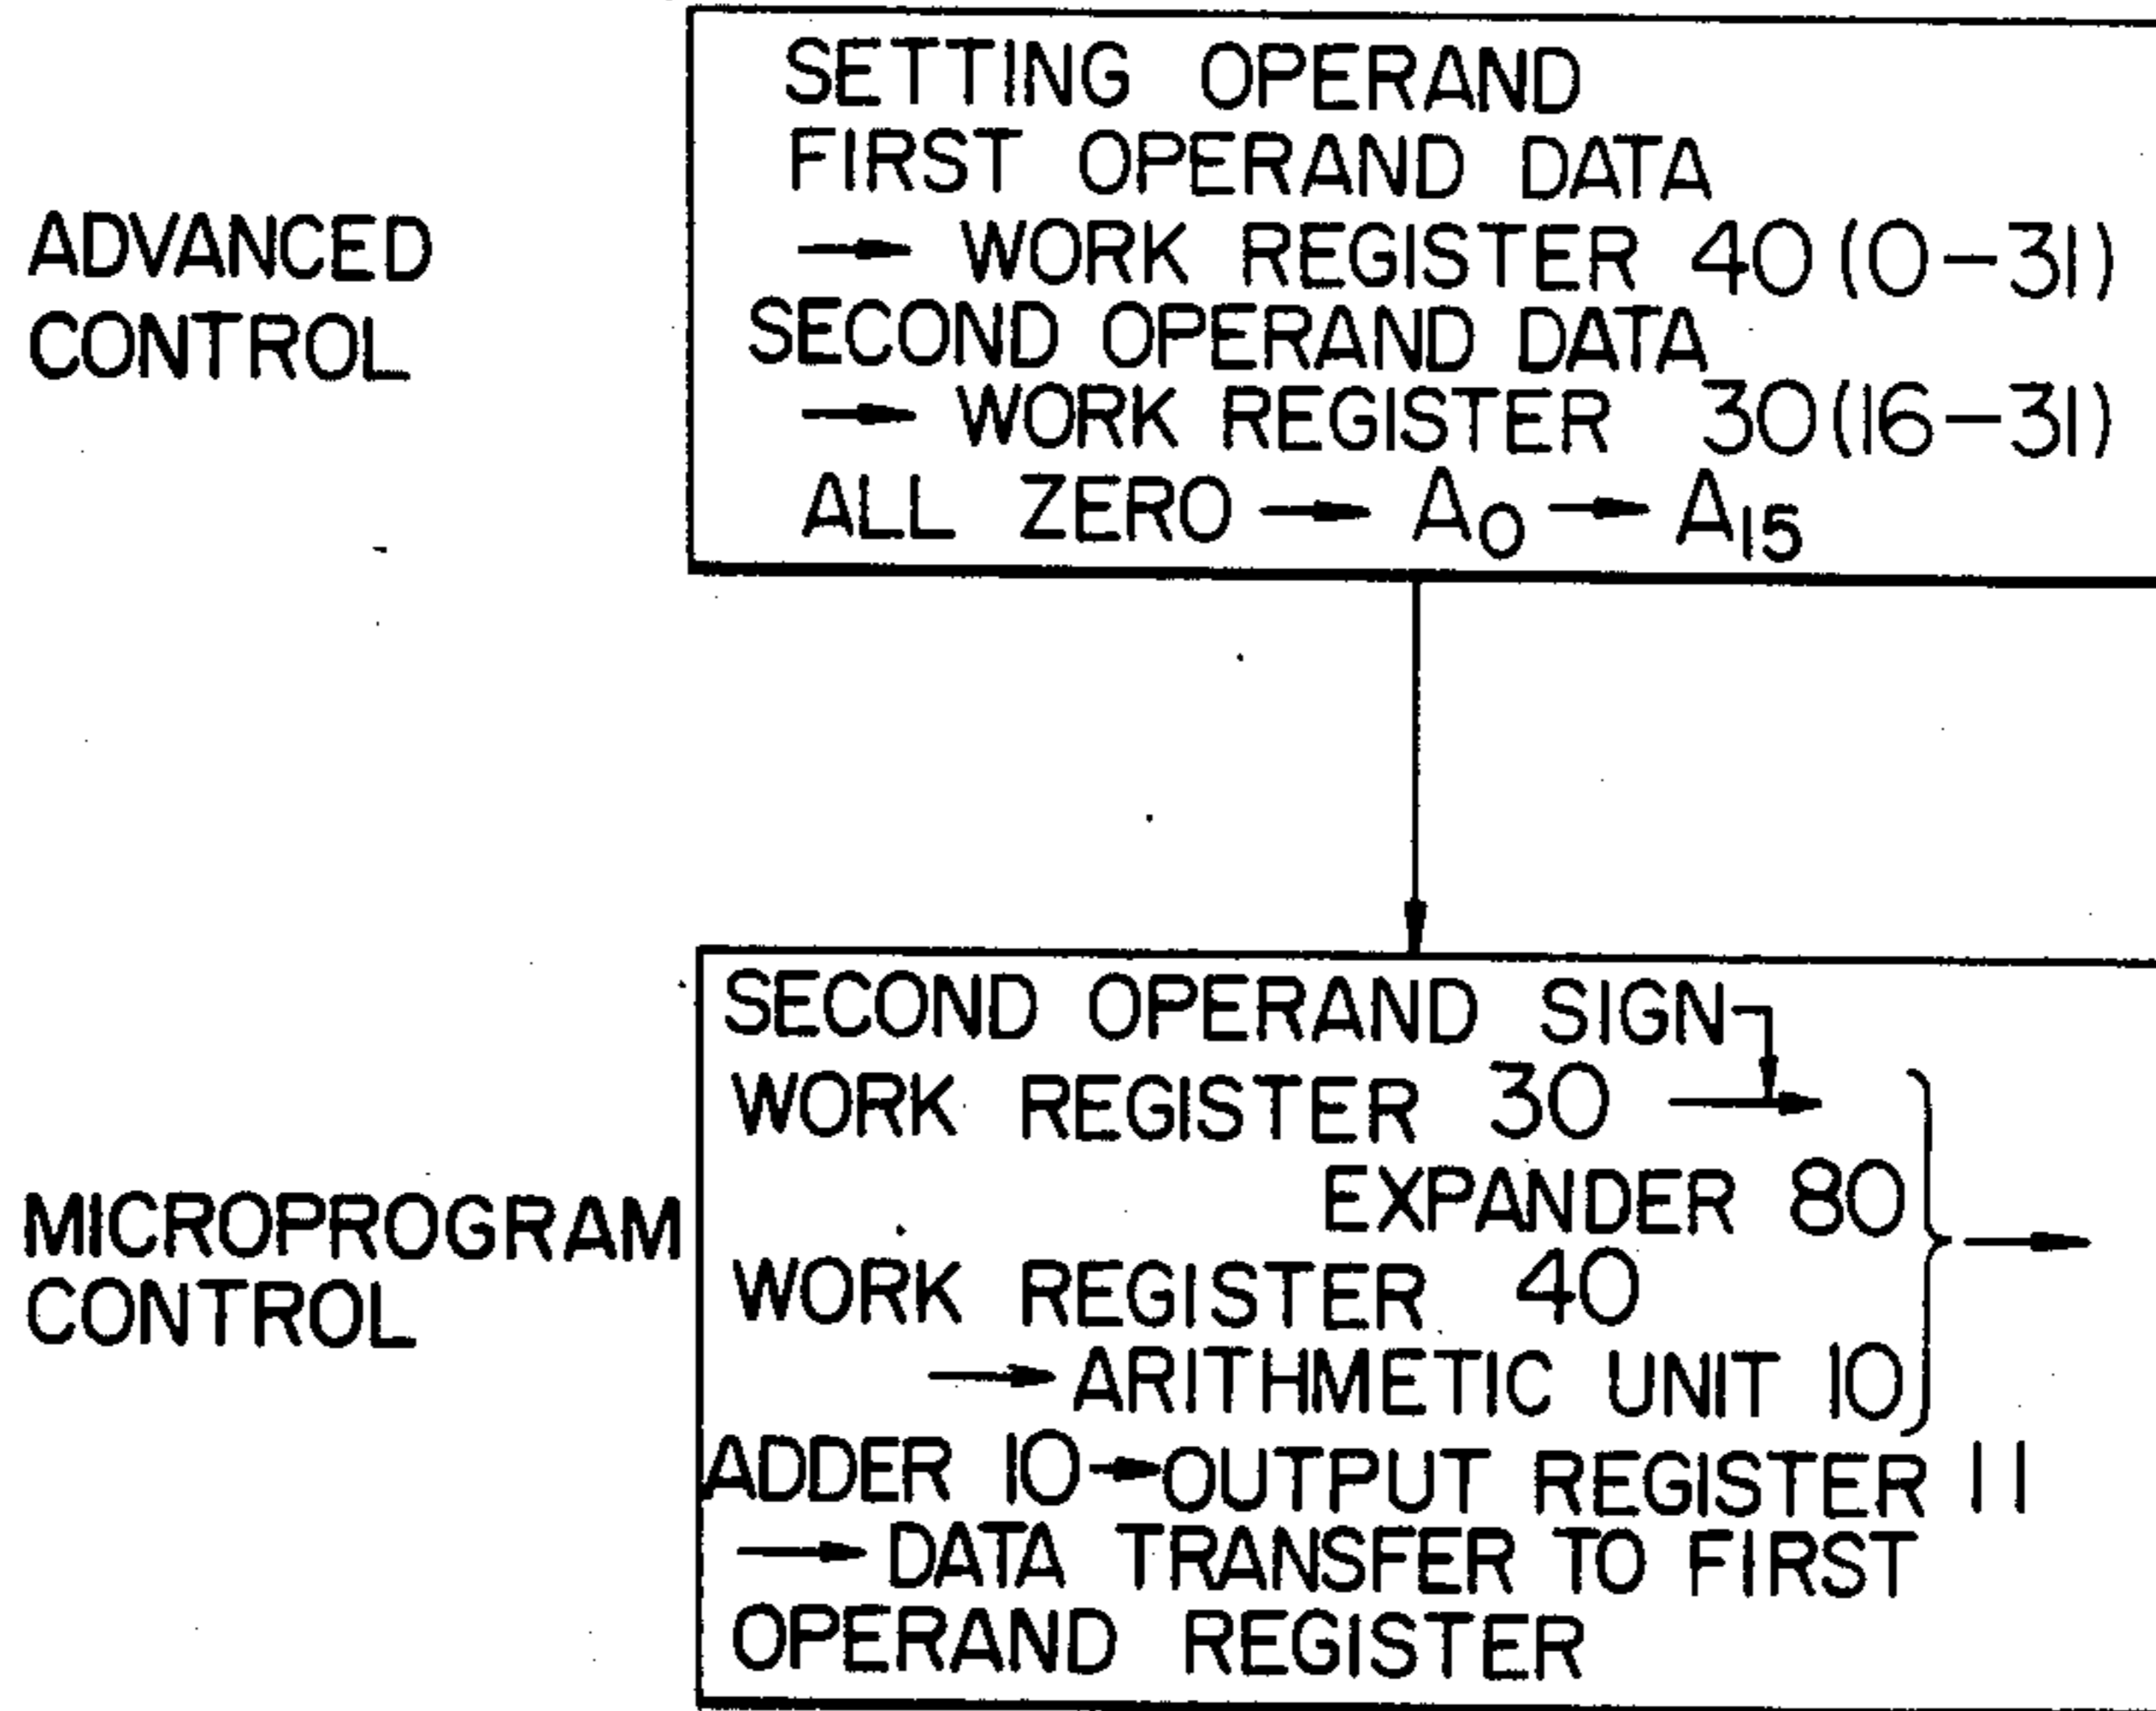 ADVANCED
CONTROL
SETTING OPERAND
FIRST OPERAND DATA
→ WORK REGISTER 40 (0-31)
SECOND OPERAND DATA
→ WORK REGISTER 30 (16-31)
ALL ZERO → A0 → A15
MICROPROGRAM
CONTROL
SECOND OPERAND SIGN
WORK REGISTER 30 →
EXPANDER 80
WORK REGISTER 40
→ ARITHMETIC UNIT 10
ADDER 10 → OUTPUT REGISTER 11
→ DATA TRANSFER TO FIRST
OPERAND REGISTER